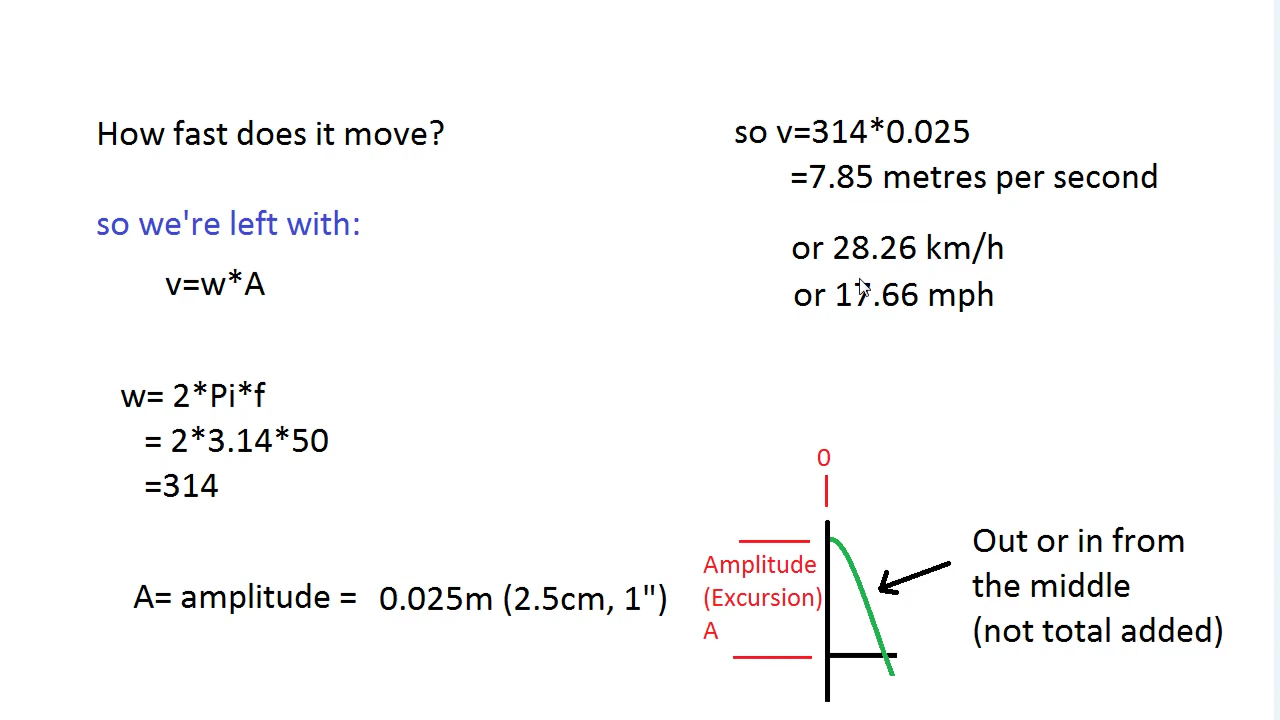 How fast does it move?
so we're left with:
v=w*A
w= 2*Pi*f
= 2*3.14*50
=314
A= amplitude = 0.025m (2.5cm, 1")
so v=314*0.025
=7.85 metres per second
or 28.26 km/h
or 17.66 mph
0
Amplitude
(Excursion)
A
Out or in from
the middle
(not total added)